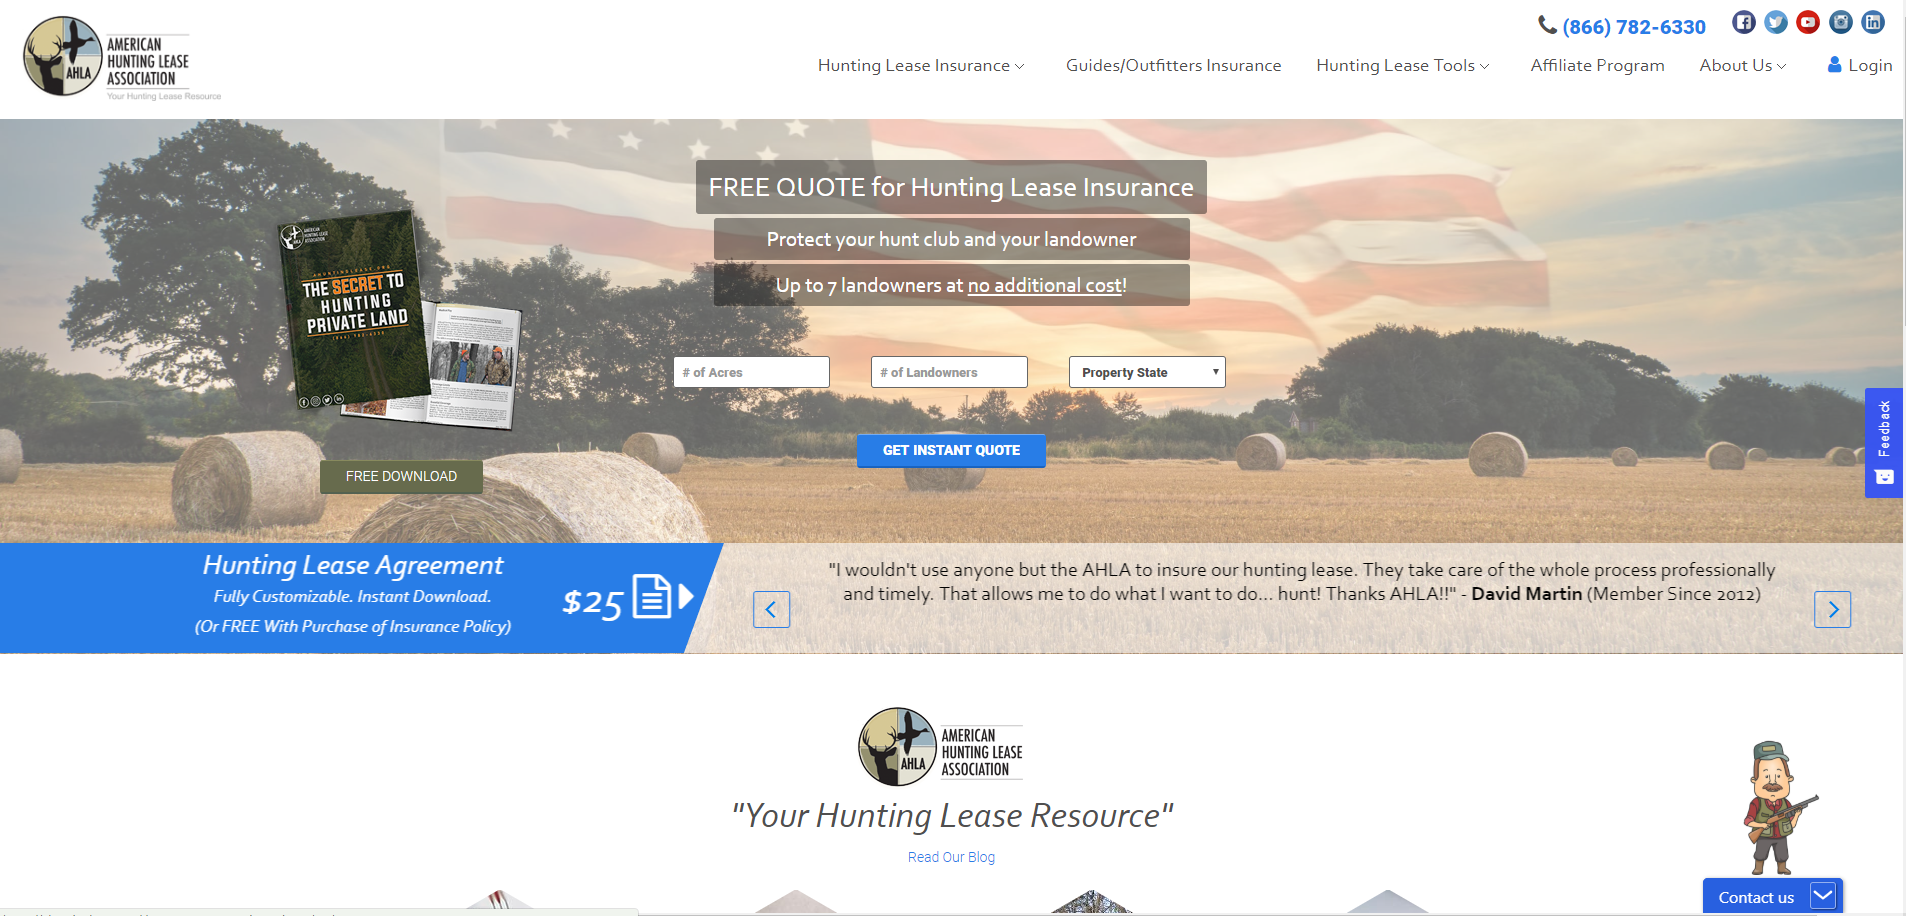 AHLA
AMERICAN
HUNTING LEASE
ASSOCIATION
Your Hunting Lease Resource
(866) 782-6330
Hunting Lease Insurance
Guides/Outfitters Insurance
Hunting Lease Tools
Affiliate Program
About Us
Login
FREE QUOTE for Hunting Lease Insurance
Protect your hunt club and your landowner
Up to 7 landowners at no additional cost!
AMERICAN
HUNTING LEASE
ASSOCIATION
THE SECRET TO
HUNTING
PRIVATE LAND
# of Acres
# of Landowners
Property State
GET INSTANT QUOTE
FREE DOWNLOAD
Feedback
Hunting Lease Agreement
Fully Customizable. Instant Download.
(Or FREE With Purchase of Insurance Policy)
$25
"I wouldn't use anyone but the AHLA to insure our hunting lease. They take care of the whole process professionally
and timely. That allows me to do what I want to do... hunt! Thanks AHLA!!" - David Martin (Member Since 2012)
AHLA
AMERICAN
HUNTING LEASE
ASSOCIATION
"Your Hunting Lease Resource"
Read Our Blog
Contact us